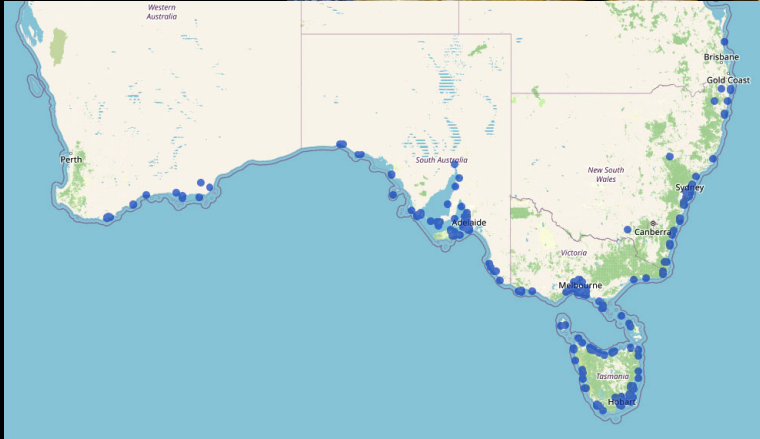 Western
Australia
Brisbane
Gold Coast
Perth
South Australia
New South
Wales
Sydney
Adelaide
Canberra
Victoria
Melbourne
Tasmania
Hobart